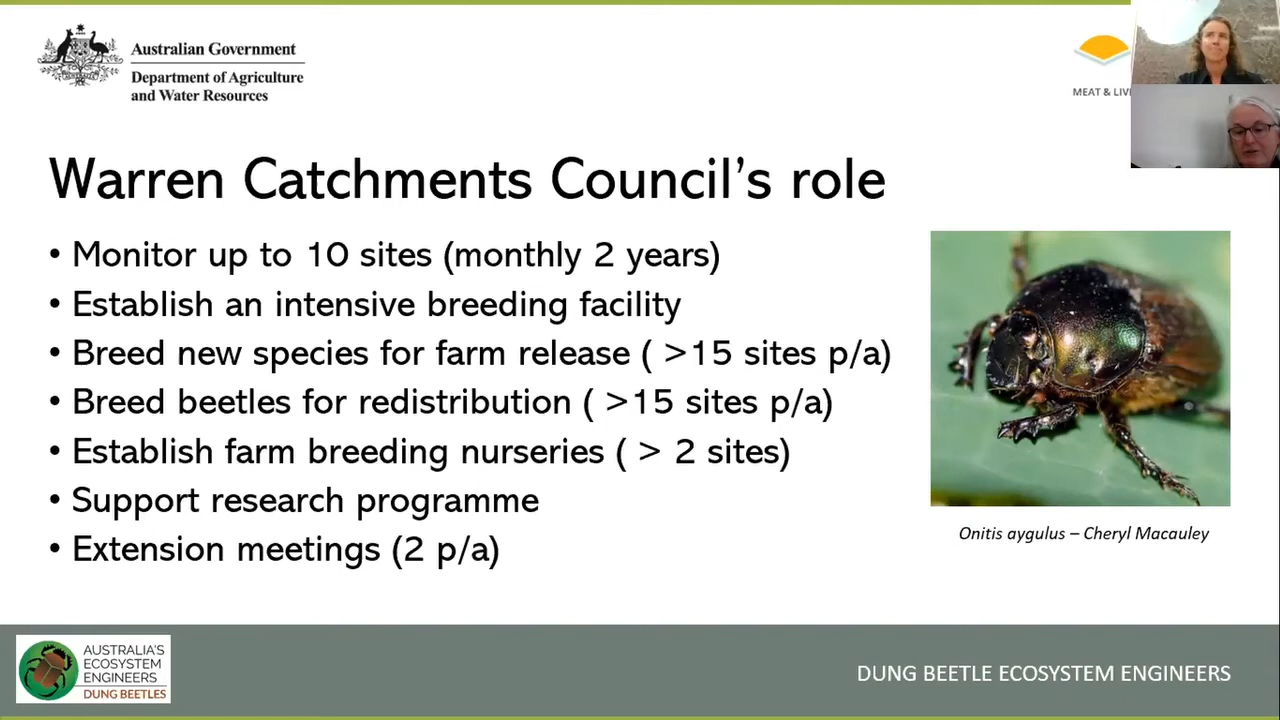 Australian Government
Department of Agriculture
and Water Resources
MEAT &
Warren Catchments Council's role
• Monitor up to 10 sites (monthly 2 years)
• Establish an intensive breeding facility
• Breed new species for farm release ( >15 sites p/a)
• Breed beetles for redistribution ( >15 sites p/a)
• Establish farm breeding nurseries ( > 2 sites)
• Support research programme
• Extension meetings (2 p/a)
Onitis aygulus – Cheryl Macauley
AUSTRALIA'S
ECOSYSTEM
ENGINEERS
DUNG BEETLES
DUNG BEETLE ECOSYSTEM ENGINEERS